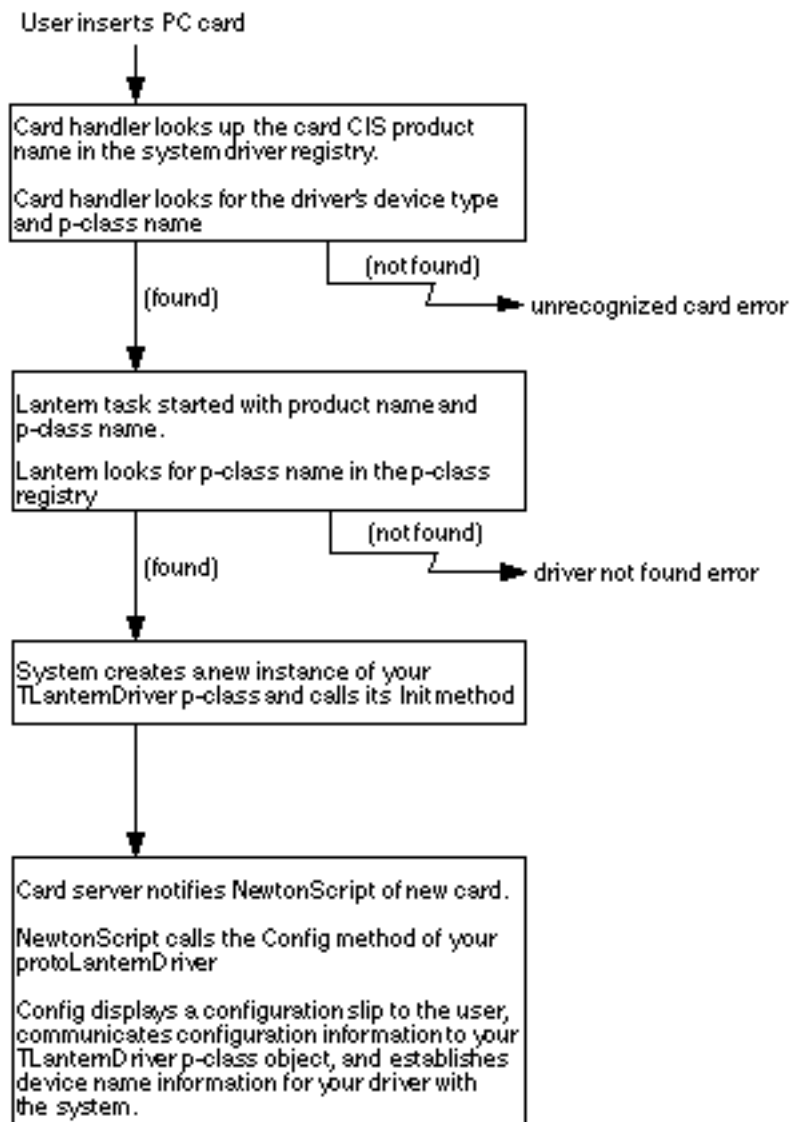 User inserts PC card
Card handler looks up the card CIS product
name in the system driver registry.
Card handler looks for the driver's device type
and p-class name
(not found)
(found)
unrecognized card error
Lantern task started with product name and
p-class name.
Lantern looks for p-class name in the p-class
registry
(not found)
(found)
driver not found error
System creates a new instance of your
TLanternDriver p-class and calls its Init method
Card server notifies NewtonScript of new card.
NewtonScript calls the Config method of your
protoLanternDriver
Config displays a configuration slip to the user,
communicates configuration information to your
TLanternDriver p-class object, and establishes
device name information for your driver with
the system.